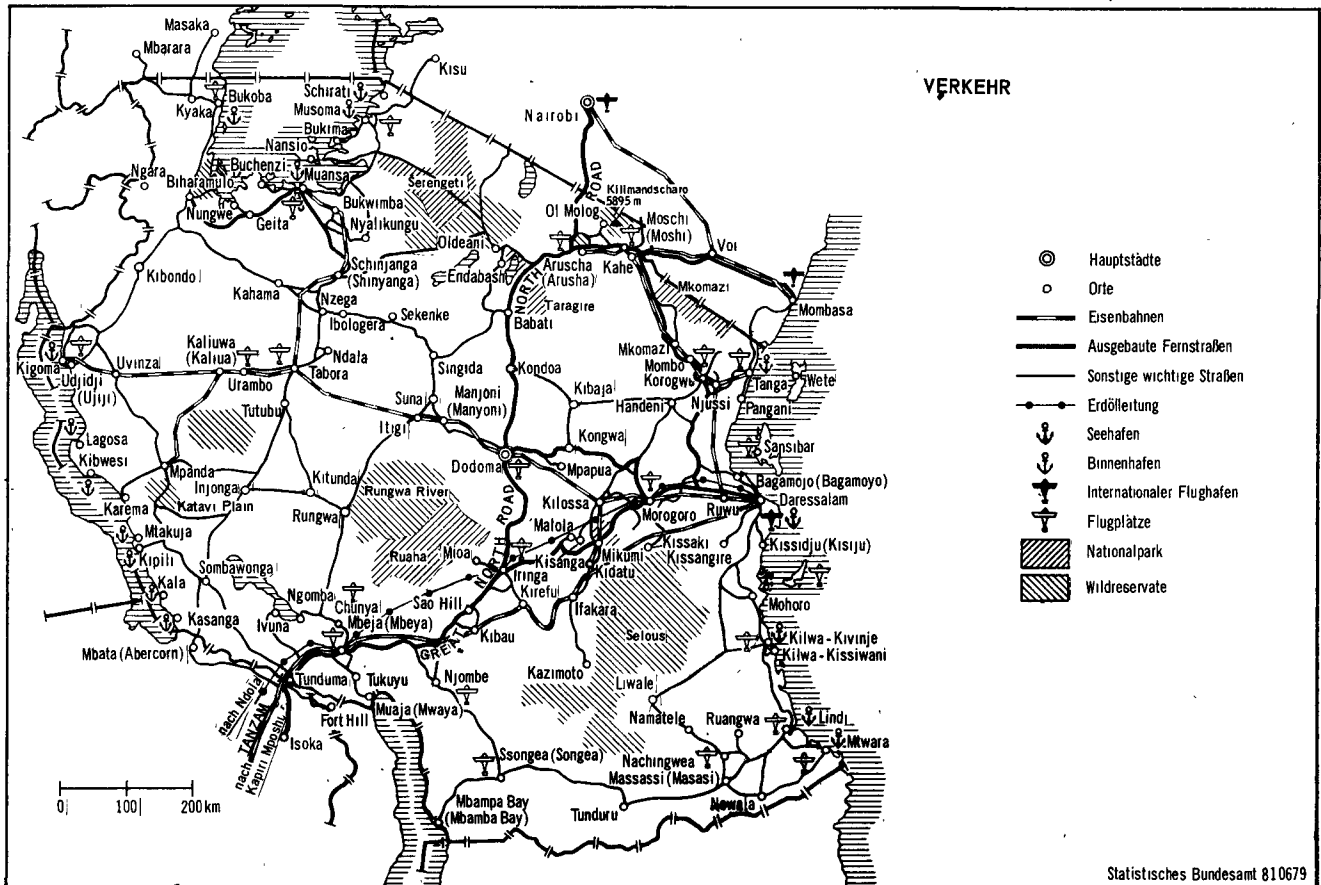 VERKEHR
Masaka
Mbarara
Kisu
Kyaka
Bukoba
Schirati
Musoma
Bukima
Nansio
Nairobi
Ngara
Buchenzi
Biharamulo
Muansa
Nungwe
Geita
Bukwimba
Nyalikungu
Serengeti
Kilimandscharo
5895 m
Ol Molog
Moschi
(Moshi)
Oldeani
Endabash
Aruscha
(Arusha)
Kahe
Voi
Mombasa
Kibondo
Kahama
Schinjanga
(Shinyanga)
Nzega
Ibologera
Sekenke
NORTH ROAD
Taragire
Babati
Mkomazi
Kigoma
Udjidji
(Ujiji)
Uvinza
Kaliuwa
(Kaliua)
Urambo
Ndala
Tabora
Singida
Kondoa
Mkomazi
Mombo
Korogwe
Tanga
Wete
Tutubu
Suna
Manjoni
(Manyoni)
Itigi
Kibaja
Handeni
Njussi
Pangani
Lagosa
Kibwesi
Mpanda
Kongwa
Sansibar
Dodoma
Mpapua
Karema
Katavi Plain
Injonga
Kitunda
Rungwa
Rungwa River
Kilossa
Morogoro
Ruwu
Bagamojo (Bagamoyo)
Daressalam
Mtakuja
Kipili
Ruaha
Mioa
Malola
Kisanga
Mikumi
Kissaki
Kissangire
Kissidju (Kisiju)
Kala
Sombawonga
Ngomba
Chunya
Iringa
Kidatu
Kasanga
Ivuna
Mbeja (Mbeya)
Sao Hill
Kirefu
Ifakara
Mohoro
Mbata (Abercorn)
GREAT NORTH ROAD
Kibau
Selous
Kilwa-Kivinje
Kilwa-Kissiwani
Tunduma
Tukuyu
Njombe
Kazimoto
Liwale
nach Ndola
TANZAM
nach Kapiri Mposhi
Fort Hill
Muaja (Mwaya)
Isoka
Namatele
Ruangwa
Lindi
Mtwara
Ssongea (Songea)
Nachingwea
Massassi (Masasi)
Mbampa Bay
(Mbamba Bay)
Tunduru
Newala
0 100 200 km
Hauptstädte
Orte
Eisenbahnen
Ausgebaute Fernstraßen
Sonstige wichtige Straßen
Erdölleitung
Seehafen
Binnenhafen
Internationaler Flughafen
Flugplätze
Nationalpark
Wildreservate
Statistisches Bundesamt 810679